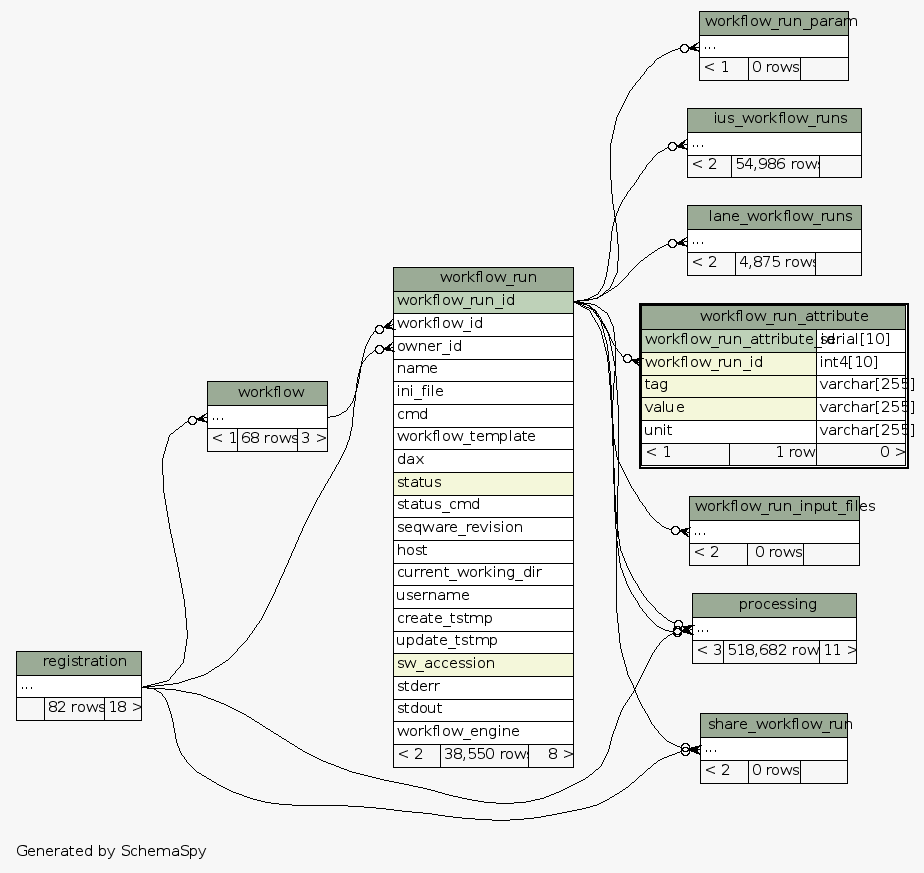 workflow_run_param
...
< 1 0 rows
ius_workflow_runs
...
< 2 54,986 rows
lane_workflow_runs
...
< 2 4,875 rows
workflow_run
workflow_run_id
workflow_id
owner_id
name
ini_file
cmd
workflow_template
dax
status
status_cmd
seqware_revision
host
current_working_dir
username
create_tstmp
update_tstmp
sw_accession
stderr
stdout
workflow_engine
< 2 38,550 rows 8 >
workflow_run_attribute
workflow_run_attribute_id serial[10]
workflow_run_id int4[10]
tag varchar[255]
value varchar[255]
unit varchar[255]
< 1 1 row 0 >
workflow
...
< 1 68 rows 3 >
workflow_run_input_files
...
< 2 0 rows
processing
...
< 3 518,682 rows 11 >
registration
...
82 rows 18 >
share_workflow_run
...
< 2 0 rows
Generated by SchemaSpy